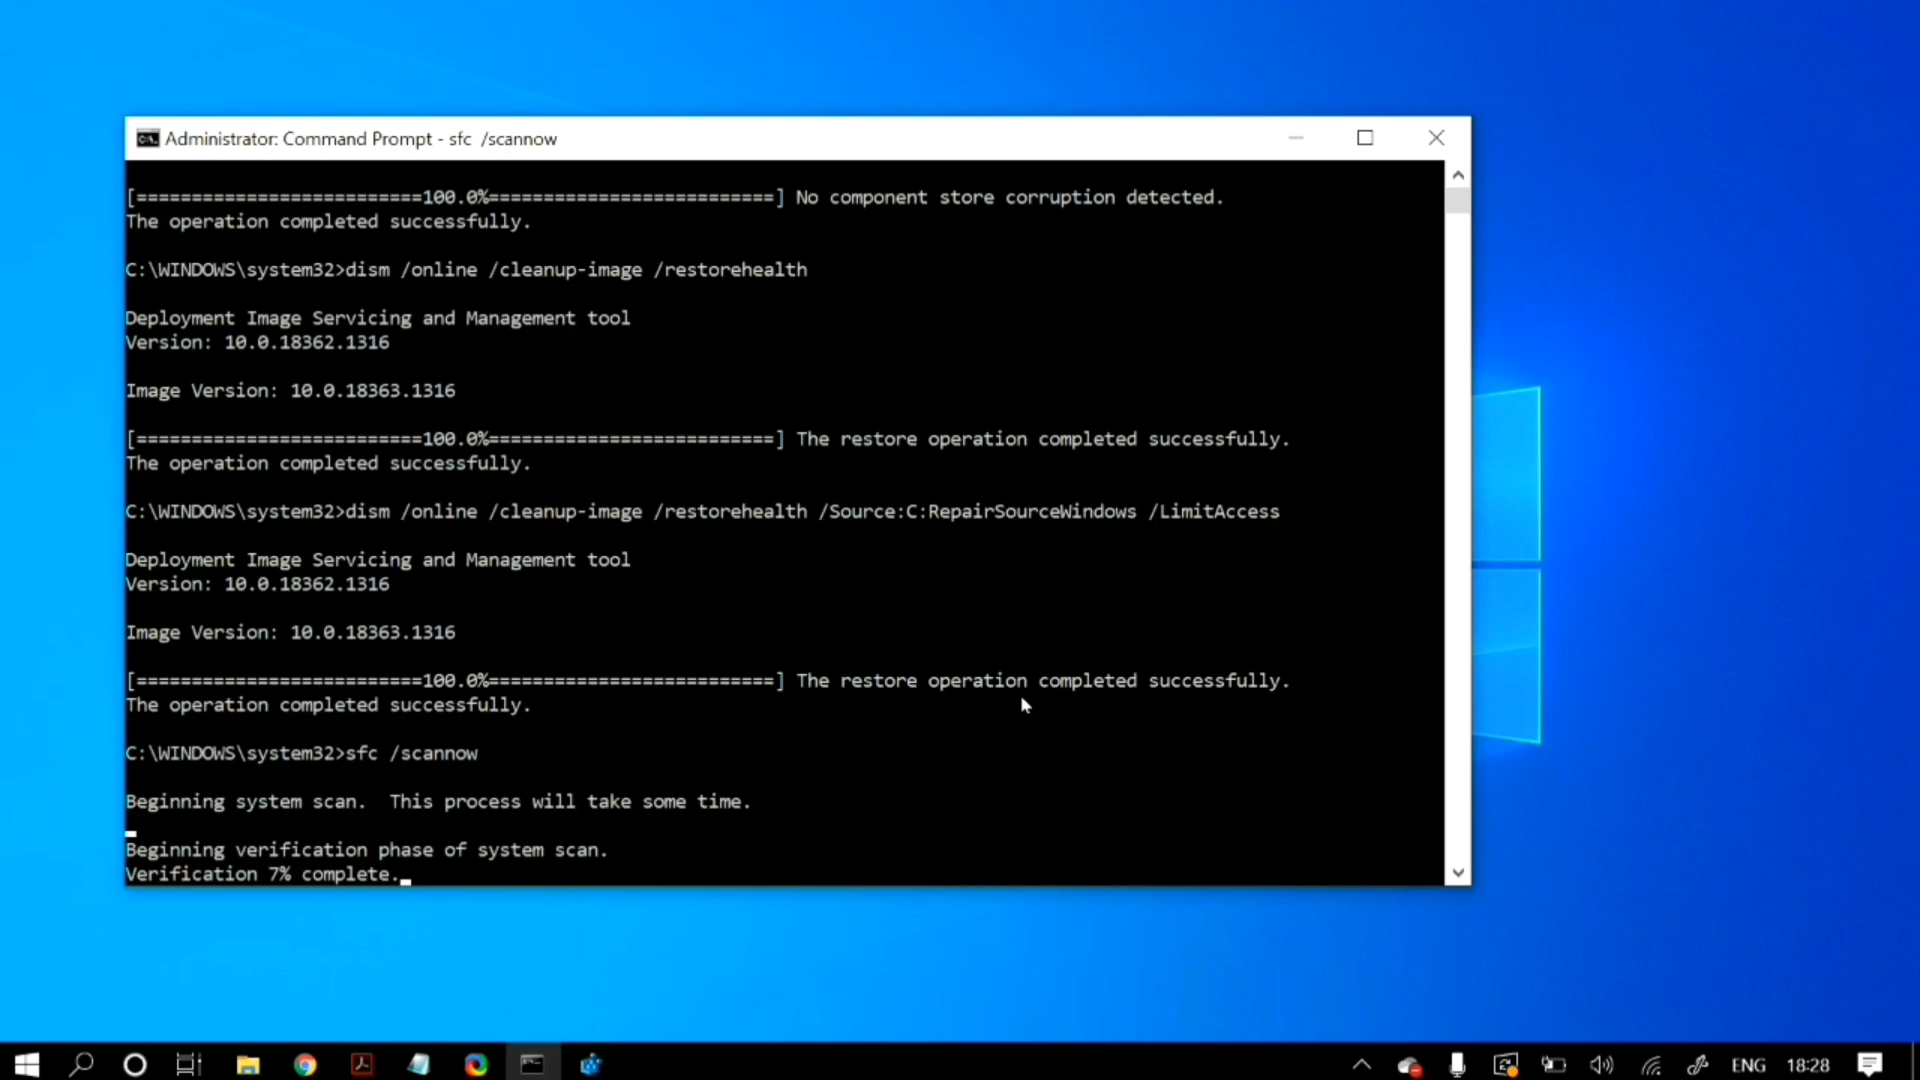 Administrator: Command Prompt - sfc  /scannow
[==========================100.0%==========================] No component store corruption detected.
The operation completed successfully.
C:\WINDOWS\system32>dism /online /cleanup-image /restorehealth
Deployment Image Servicing and Management tool
Version: 10.0.18362.1316
Image Version: 10.0.18363.1316
[==========================100.0%==========================] The restore operation completed successfully.
The operation completed successfully.
C:\WINDOWS\system32>dism /online /cleanup-image /restorehealth /Source:C:RepairSourceWindows /LimitAccess
Deployment Image Servicing and Management tool
Version: 10.0.18362.1316
Image Version: 10.0.18363.1316
[==========================100.0%==========================] The restore operation completed successfully.
The operation completed successfully.
C:\WINDOWS\system32>sfc /scannow
Beginning system scan.  This process will take some time.
Beginning verification phase of system scan.
Verification 7% complete.
ENG 18:28